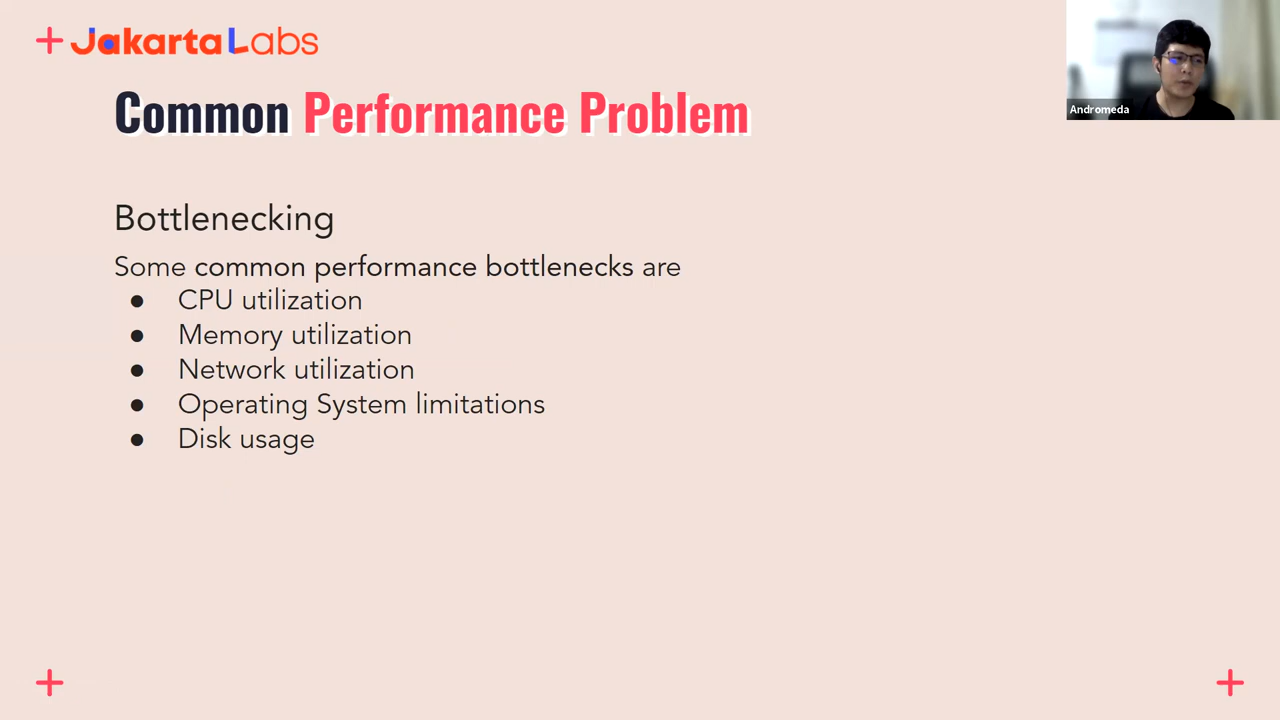 JakartaLabs
Common Performance Problem
Andromeda
Bottlenecking
Some common performance bottlenecks are
● CPU utilization
● Memory utilization
● Network utilization
● Operating System limitations
● Disk usage